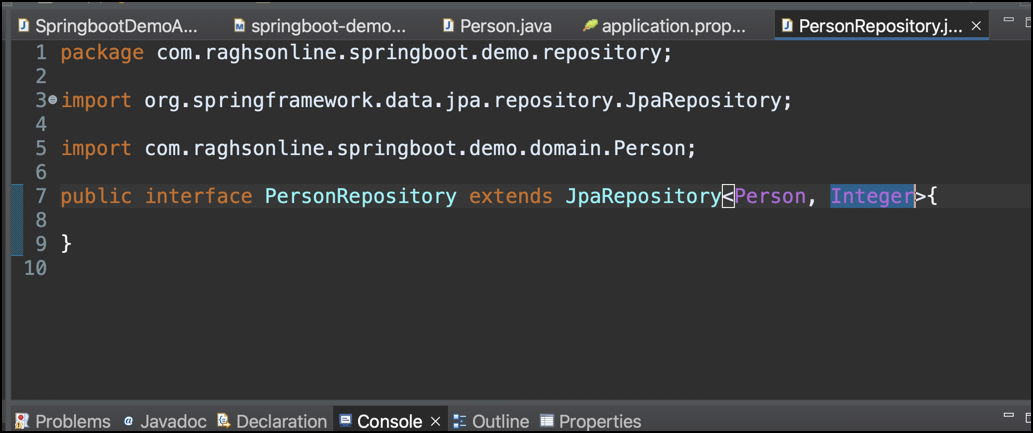 SpringbootDemoA... springboot-demo... Person.java application.prop... PersonRepository.j...
1 package com.raghsonline.springboot.demo.repository;
2
3 import org.springframework.data.jpa.repository.JpaRepository;
4
5 import com.raghsonline.springboot.demo.domain.Person;
6
7 public interface PersonRepository extends JpaRepository<Person, Integer>{
8
9 }
10
Problems @ Javadoc Declaration Console Outline Properties